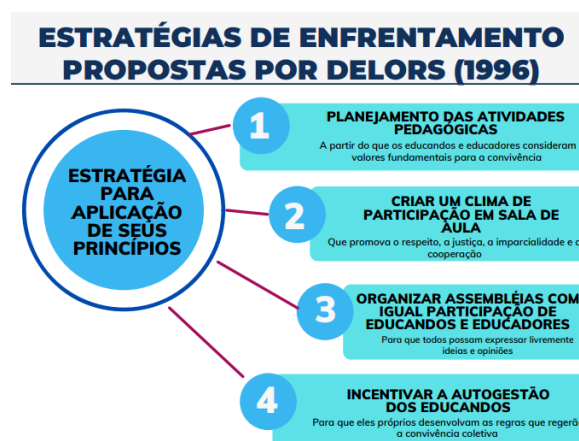 ESTRATÉGIAS DE ENFRENTAMENTO
PROPOSTAS POR DELORS (1996)
ESTRATÉGIA
PARA
APLICAÇÃO
DE SEUS
PRINCÍPIOS
1
PLANEJAMENTO DAS ATIVIDADES
PEDAGÓGICAS
A partir do que os educandos e educadores consideram
valores fundamentais para a convivência
2
CRIAR UM CLIMA DE
PARTICIPAÇÃO EM SALA DE
AULA
Que promova o respeito, a justiça, a imparcialidade e a
cooperação
3
ORGANIZAR ASSEMBLÉIAS COM
IGUAL PARTICIPAÇÃO DE
EDUCANDOS E EDUCADORES
Para que todos possam expressar livremente
ideias e opiniões
4
INCENTIVAR A AUTOGESTÃO
DOS EDUCANDOS
Para que eles próprios desenvolvam as regras que regerão
a convivência coletiva